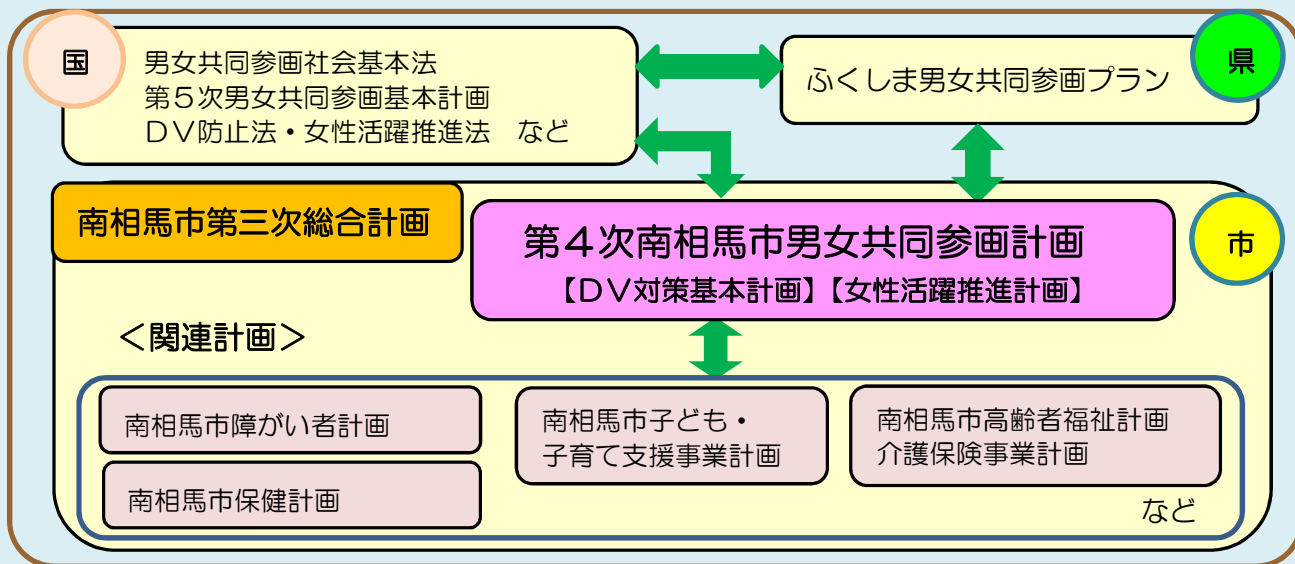 国
男女共同参画社会基本法
第５次男女共同参画基本計画
ＤＶ防止法・女性活躍推進法　など
県
ふくしま男女共同参画プラン
南相馬市第三次総合計画
市
第４次南相馬市男女共同参画計画
【ＤＶ対策基本計画】【女性活躍推進計画】
＜関連計画＞
南相馬市障がい者計画
南相馬市保健計画
南相馬市子ども・
子育て支援事業計画
南相馬市高齢者福祉計画
介護保険事業計画
など